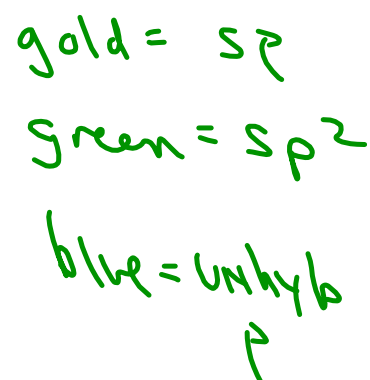 gold = sp
green = sp2
blue = unhyb
p